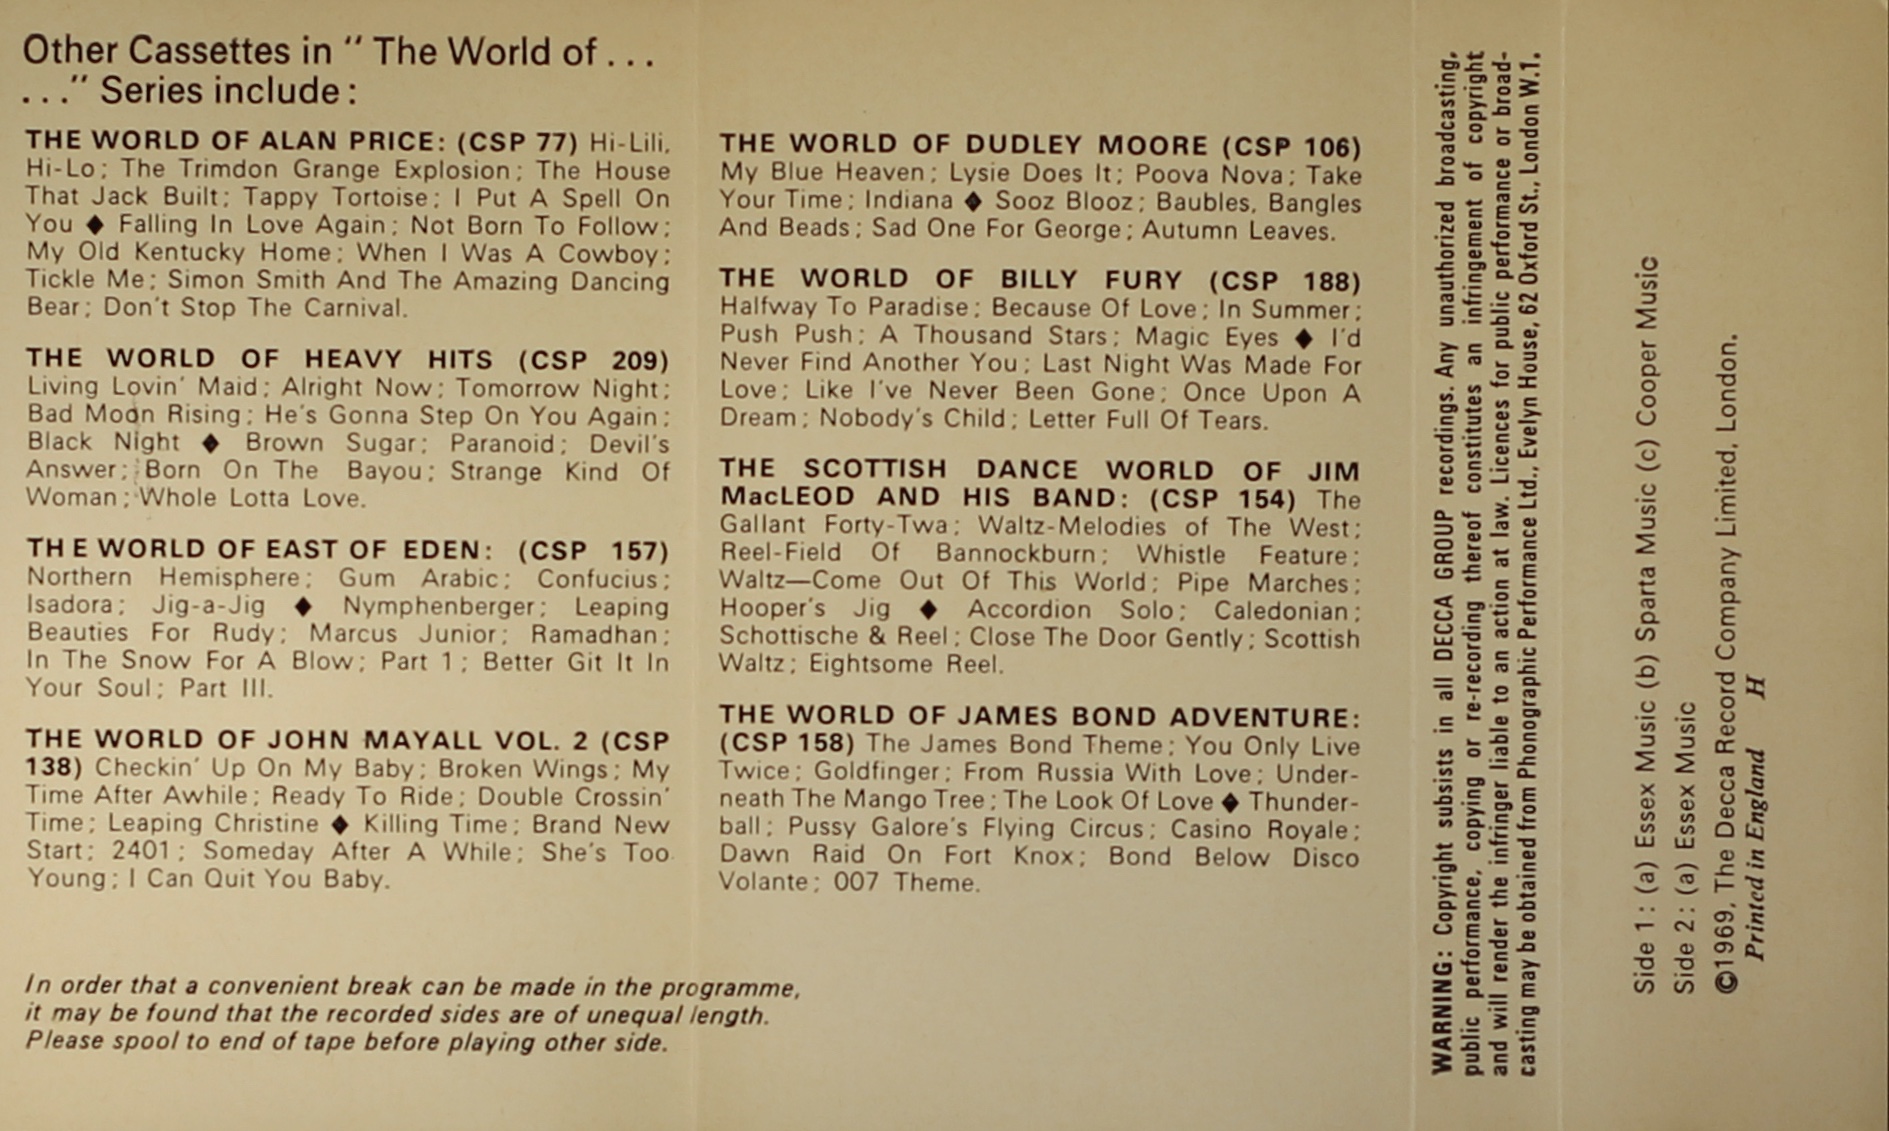 Other Cassettes in " The World of . . .
. . ." Series include :
THE WORLD OF ALAN PRICE: (CSP 77) Hi-Lili,
Hi-Lo ; The Trimdon Grange Explosion ; The House
That Jack Built ; Tappy Tortoise ; I Put A Spell On
You ♦ Falling In Love Again ; Not Born To Follow ;
My Old Kentucky Home ; When I Was A Cowboy ;
Tickle Me ; Simon Smith And The Amazing Dancing
Bear ; Don't Stop The Carnival.
THE WORLD OF HEAVY HITS (CSP 209)
Living Lovin' Maid ; Alright Now ; Tomorrow Night ;
Bad Moon Rising ; He's Gonna Step On You Again ;
Black Night ♦ Brown Sugar ; Paranoid ; Devil's
Answer ; Born On The Bayou ; Strange Kind Of
Woman ; Whole Lotta Love.
THE WORLD OF EAST OF EDEN: (CSP 157)
Northern Hemisphere ; Gum Arabic ; Confucius ;
Isadora ; Jig-a-Jig ♦ Nymphenberger ; Leaping
Beauties For Rudy ; Marcus Junior ; Ramadhan ;
In The Snow For A Blow ; Part 1 ; Better Git It In
Your Soul ; Part III.
THE WORLD OF JOHN MAYALL VOL. 2 (CSP
138) Checkin' Up On My Baby ; Broken Wings ; My
Time After Awhile ; Ready To Ride ; Double Crossin'
Time ; Leaping Christine ♦ Killing Time ; Brand New
Start ; 2401 ; Someday After A While ; She's Too
Young ; I Can Quit You Baby.
In order that a convenient break can be made in the programme,
it may be found that the recorded sides are of unequal length.
Please spool to end of tape before playing other side.
THE WORLD OF DUDLEY MOORE (CSP 106)
My Blue Heaven ; Lysie Does It ; Poova Nova ; Take
Your Time ; Indiana ♦ Sooz Blooz ; Baubles, Bangles
And Beads ; Sad One For George ; Autumn Leaves.
THE WORLD OF BILLY FURY (CSP 188)
Halfway To Paradise ; Because Of Love ; In Summer ;
Push Push ; A Thousand Stars ; Magic Eyes ♦ I'd
Never Find Another You ; Last Night Was Made For
Love ; Like I've Never Been Gone ; Once Upon A
Dream ; Nobody's Child ; Letter Full Of Tears.
THE SCOTTISH DANCE WORLD OF JIM
MacLEOD AND HIS BAND: (CSP 154) The
Gallant Forty-Twa ; Waltz-Melodies of The West ;
Reel-Field Of Bannockburn ; Whistle Feature ;
Waltz—Come Out Of This World ; Pipe Marches ;
Hooper's Jig ♦ Accordion Solo ; Caledonian ;
Schottische & Reel ; Close The Door Gently ; Scottish
Waltz ; Eightsome Reel.
THE WORLD OF JAMES BOND ADVENTURE:
(CSP 158) The James Bond Theme ; You Only Live
Twice ; Goldfinger ; From Russia With Love ; Under-
neath The Mango Tree ; The Look Of Love ♦ Thunder-
ball ; Pussy Galore's Flying Circus ; Casino Royale ;
Dawn Raid On Fort Knox ; Bond Below Disco
Volante ; 007 Theme.
WARNING: Copyright subsists in all DECCA GROUP recordings. Any unauthorized broadcasting,
public performance, copying or re-recording thereof constitutes an infringement of copyright
and will render the infringer liable to an action at law. Licences for public performance or broad-
casting may be obtained from Phonographic Performance Ltd., Evelyn House, 62 Oxford St., London W.1.
Side 1 : (a) Essex Music (b) Sparta Music (c) Cooper Music
Side 2 : (a) Essex Music
©1969, The Decca Record Company Limited, London.
Printed in England H